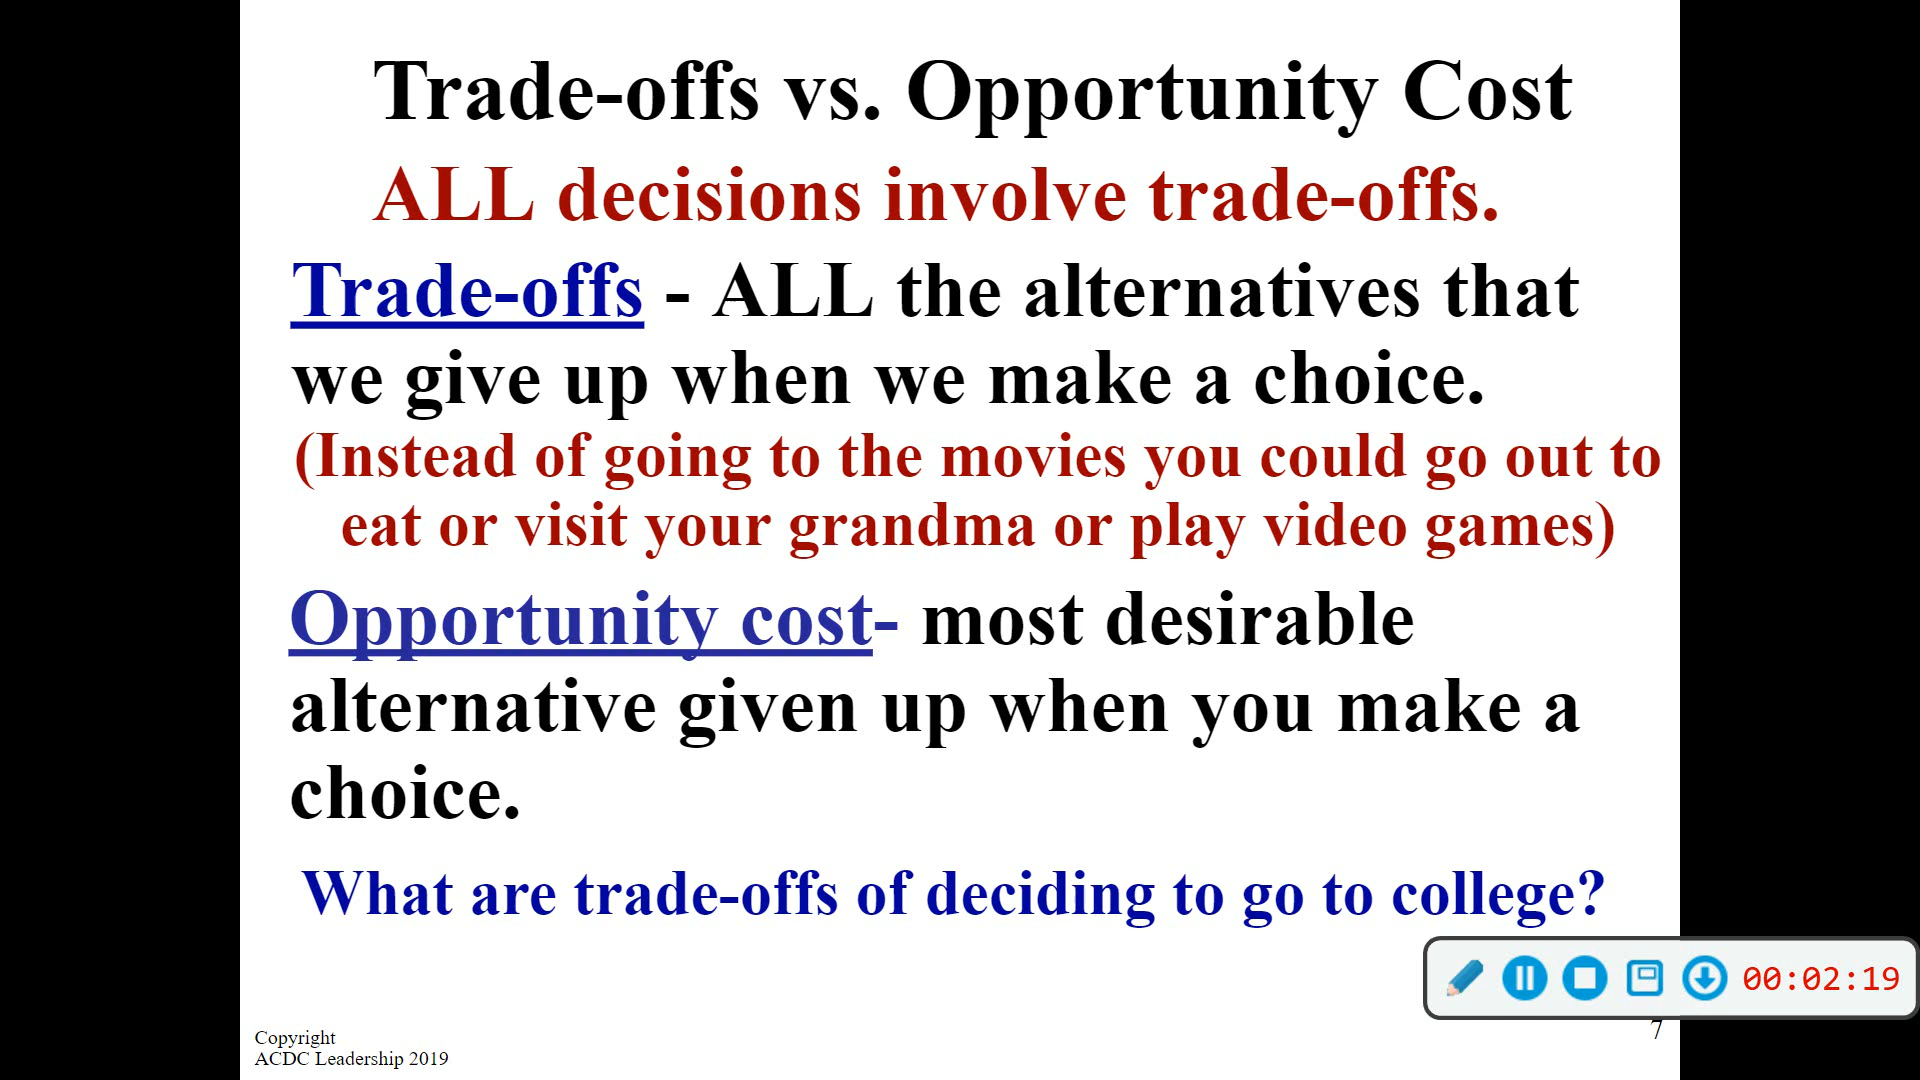 Trade-offs vs. Opportunity Cost
ALL decisions involve trade-offs.
Trade-offs - ALL the alternatives that
we give up when we make a choice.
(Instead of going to the movies you could go out to
eat or visit your grandma or play video games)
Opportunity cost- most desirable
alternative given up when you make a
choice.
What are trade-offs of deciding to go to college?
00:02:19
7
Copyright
ACDC Leadership 2019